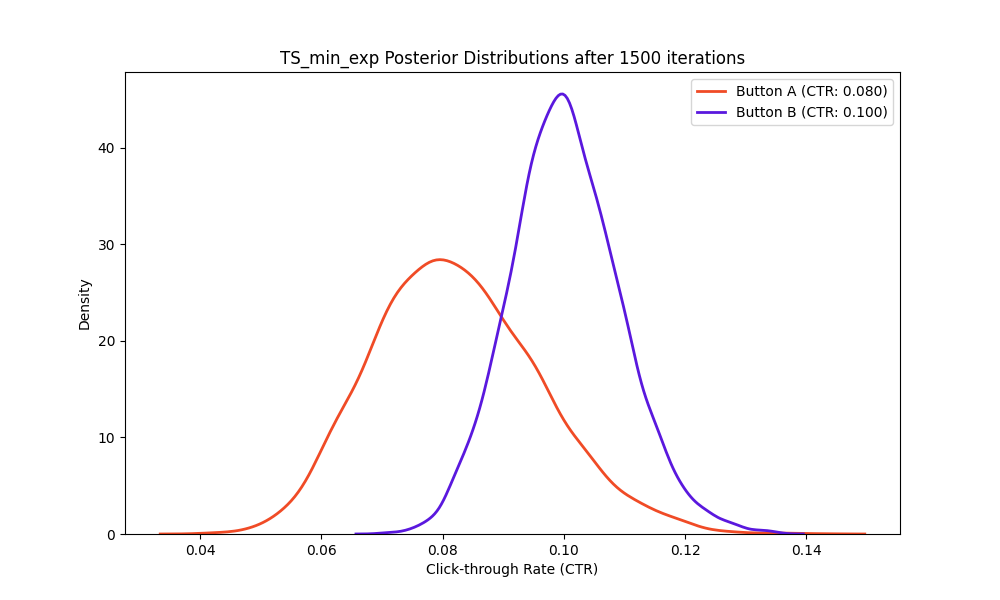 TS_min_exp Posterior Distributions after 1500 iterations
Button A (CTR: 0.080)
Button B (CTR: 0.100)
Density
40
30
20
10
0
0.04 0.06 0.08 0.10 0.12 0.14
Click-through Rate (CTR)